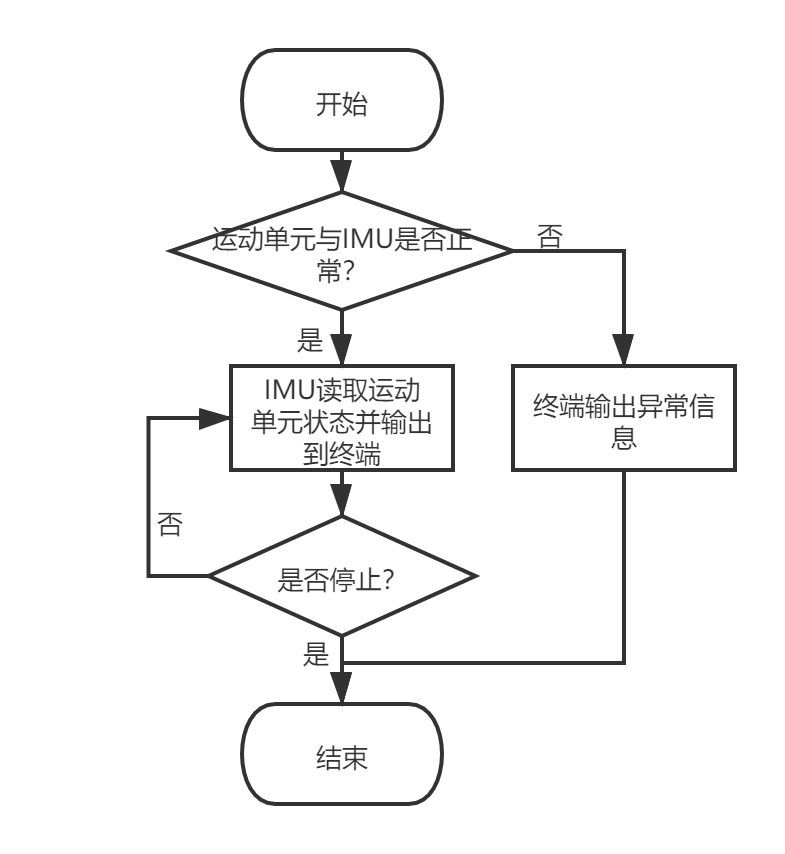 开始
运动单元与IMU是否正
常?
否
是
IMU读取运动
单元状态并输出
到终端
终端输出异常信
息
否
是否停止?
是
结束